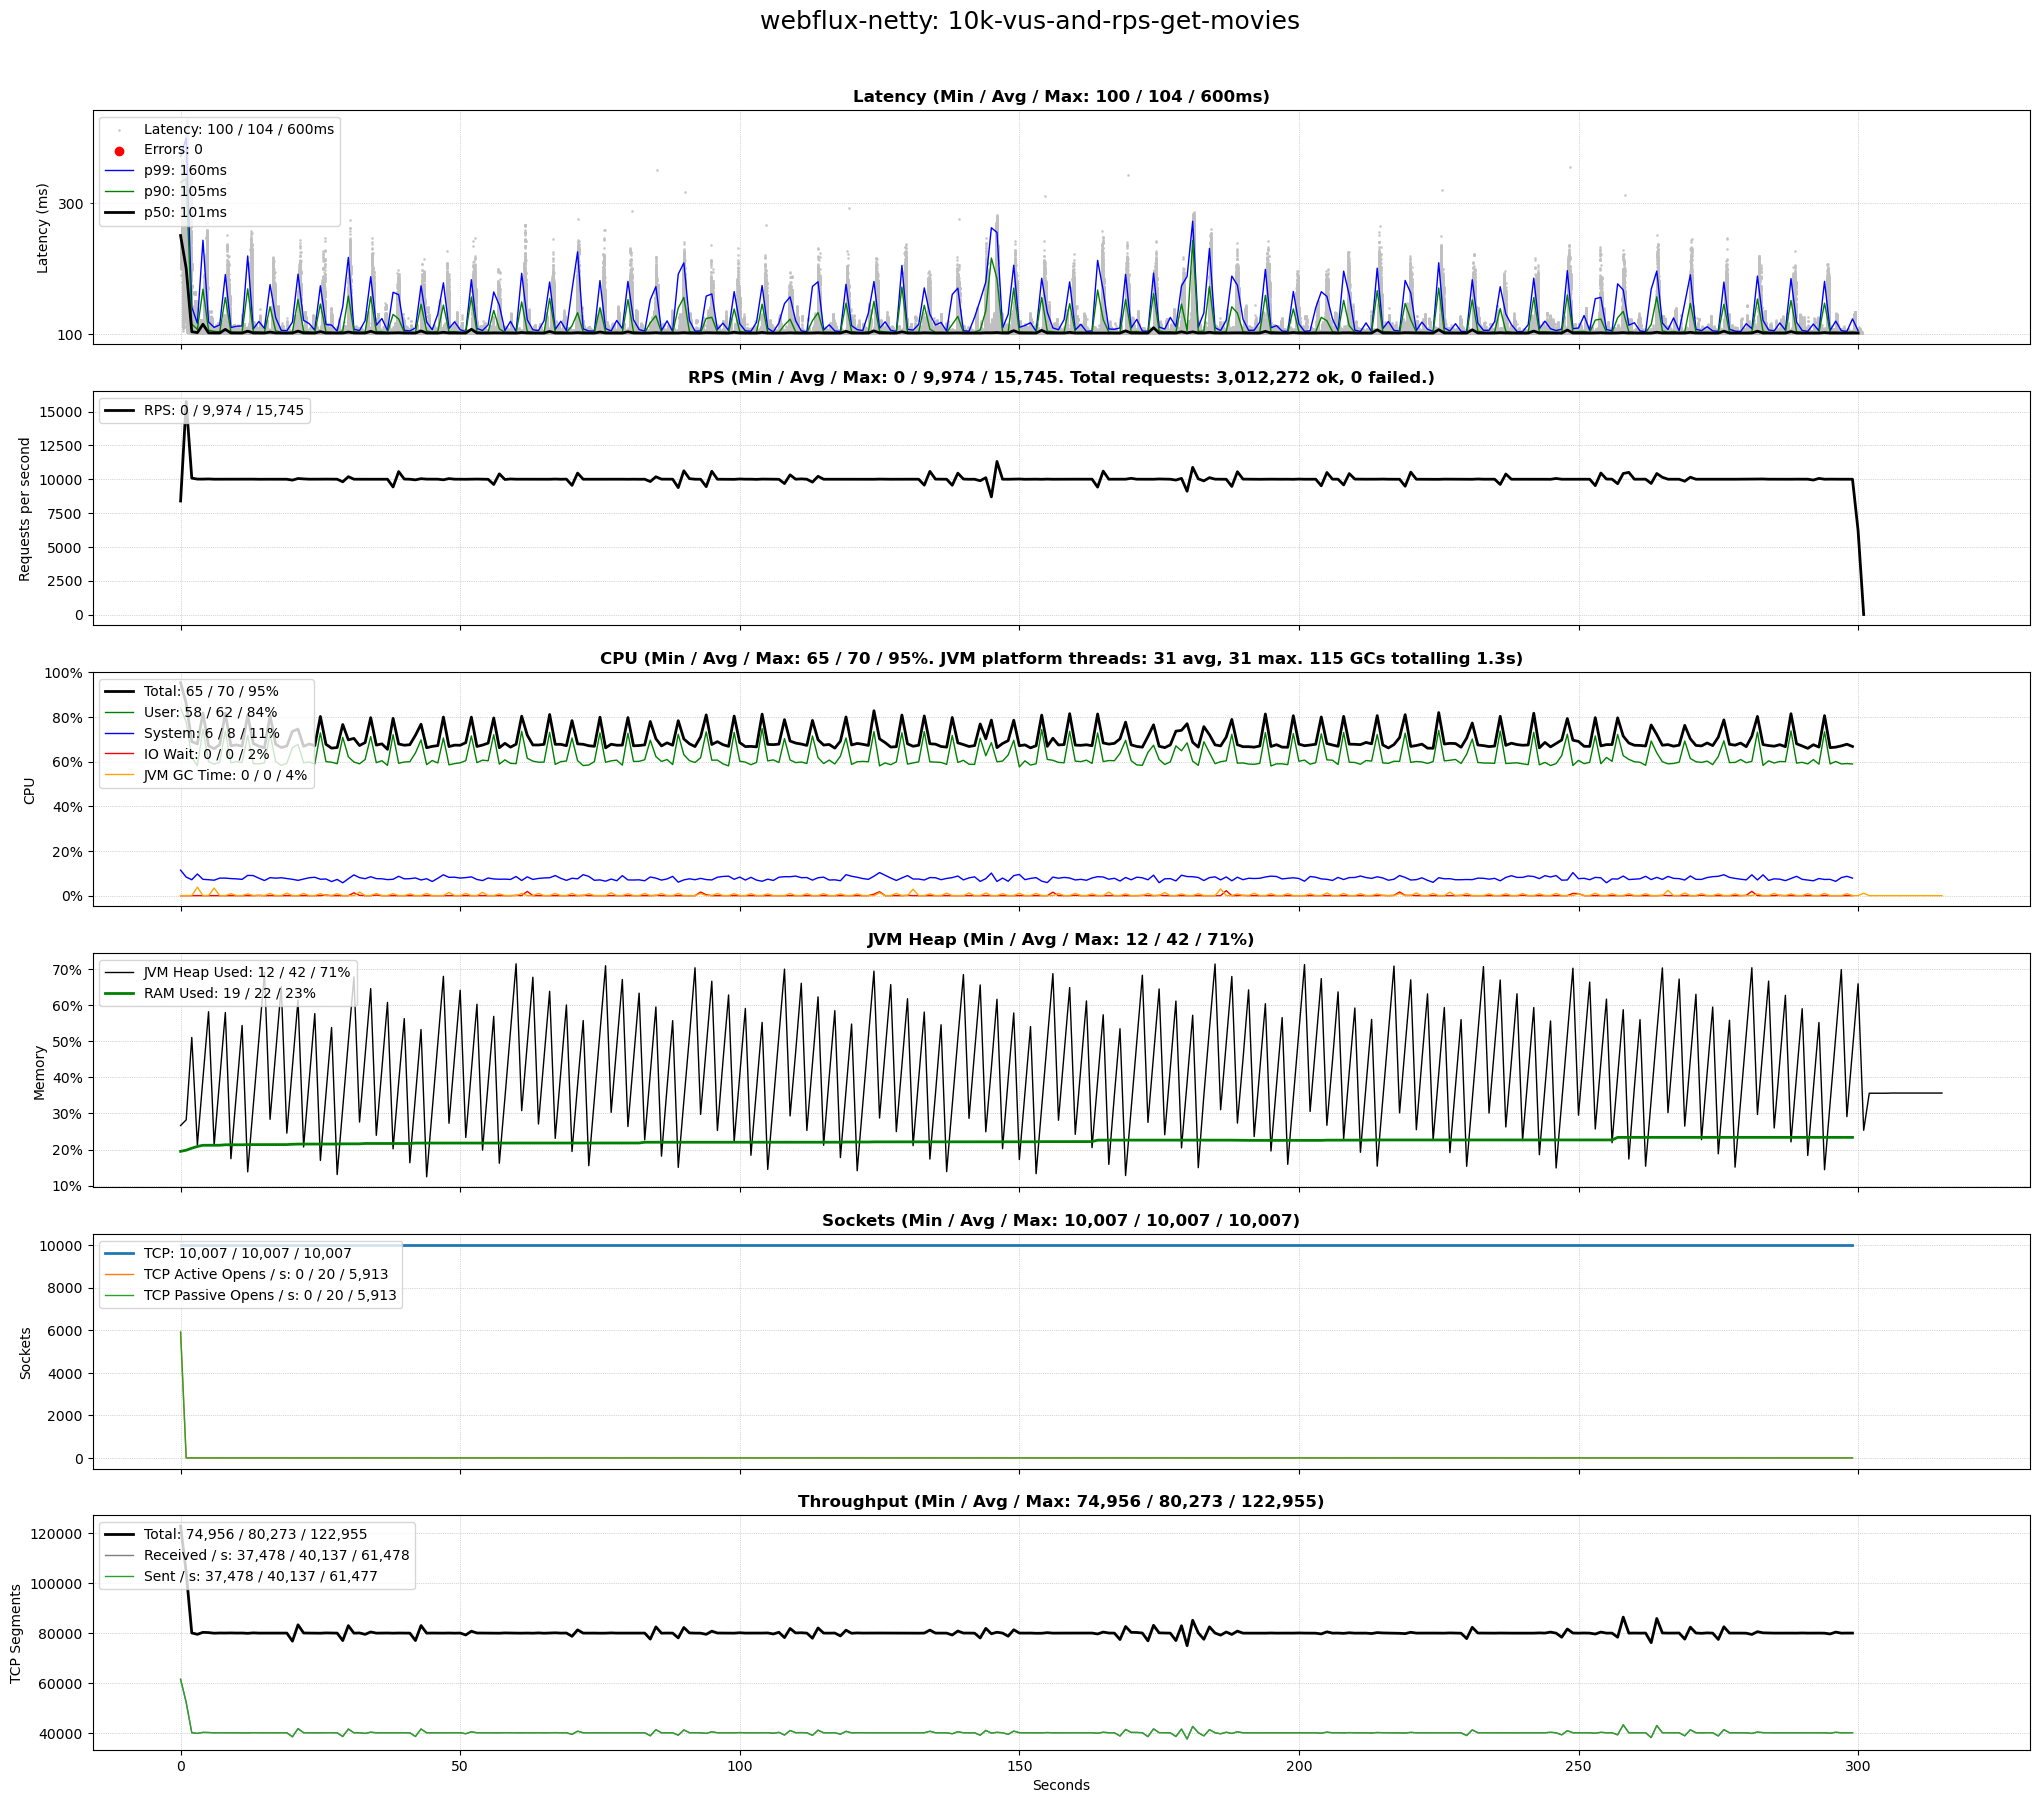 webflux-netty: 10k-vus-and-rps-get-movies
Latency (Min / Avg / Max: 100 / 104 / 600ms)
Latency: 100 / 104 / 600ms
Errors: 0
p99: 160ms
p90: 105ms
p50: 101ms
Latency (ms)
300
100
RPS (Min / Avg / Max: 0 / 9,974 / 15,745. Total requests: 3,012,272 ok, 0 failed.)
RPS: 0 / 9,974 / 15,745
Requests per second
15000
12500
10000
7500
5000
2500
0
CPU (Min / Avg / Max: 65 / 70 / 95%. JVM platform threads: 31 avg, 31 max. 115 GCs totalling 1.3s)
Total: 65 / 70 / 95%
User: 58 / 62 / 84%
System: 6 / 8 / 11%
IO Wait: 0 / 0 / 2%
JVM GC Time: 0 / 0 / 4%
CPU
100%
80%
60%
40%
20%
0%
JVM Heap (Min / Avg / Max: 12 / 42 / 71%)
JVM Heap Used: 12 / 42 / 71%
RAM Used: 19 / 22 / 23%
Memory
70%
60%
50%
40%
30%
20%
10%
Sockets (Min / Avg / Max: 10,007 / 10,007 / 10,007)
TCP: 10,007 / 10,007 / 10,007
TCP Active Opens / s: 0 / 20 / 5,913
TCP Passive Opens / s: 0 / 20 / 5,913
Sockets
10000
8000
6000
4000
2000
0
Throughput (Min / Avg / Max: 74,956 / 80,273 / 122,955)
Total: 74,956 / 80,273 / 122,955
Received / s: 37,478 / 40,137 / 61,478
Sent / s: 37,478 / 40,137 / 61,477
TCP Segments
120000
100000
80000
60000
40000
0 50 100 150 200 250 300
Seconds